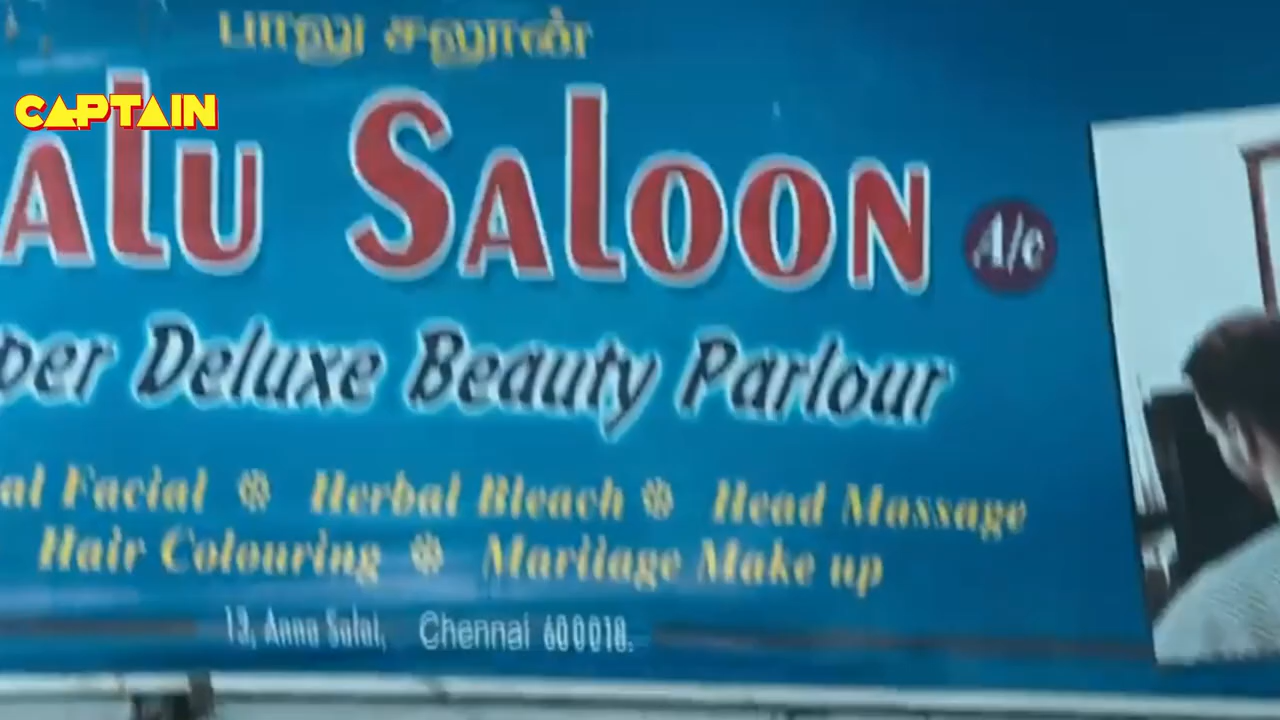 பாலு சலூன்
CAPTAIN
alu Saloon A/c
per Deluxe Beauty Parlour
al Facial ❊ Herbal Bleach ❊ Head Massage
Hair Colouring ❊ Marriage Make up
13, Anna Salai, Chennai 600018.